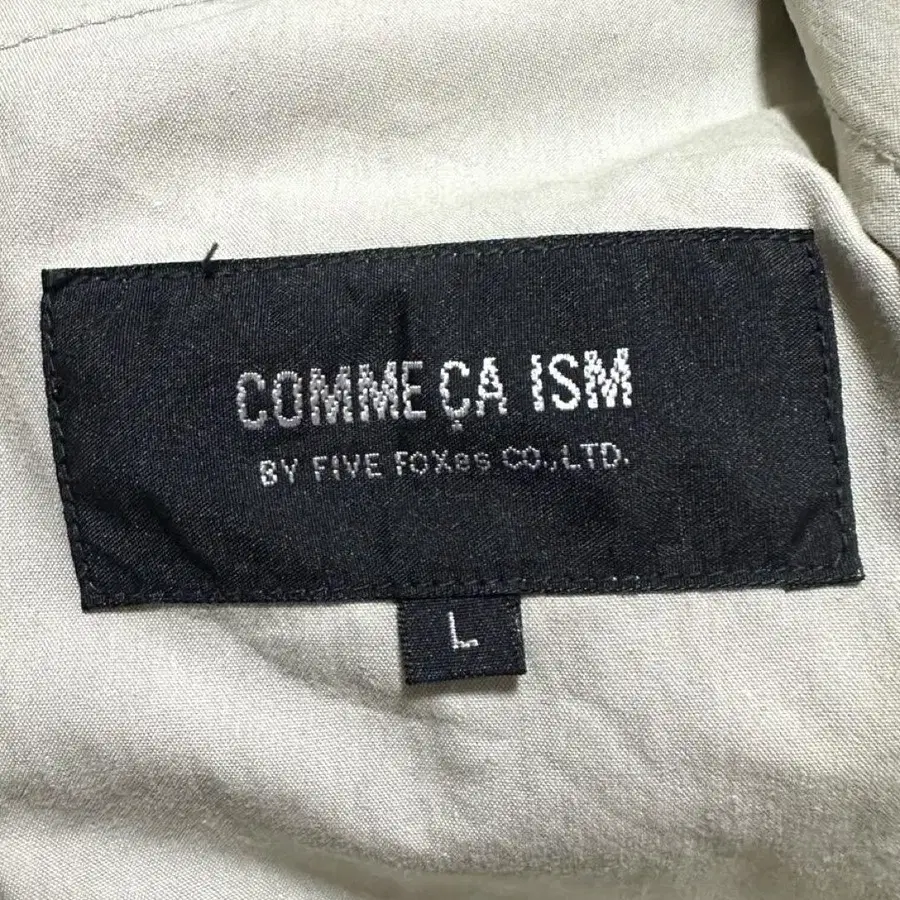 COMME ÇA ISM
BY FIVE FOXes CO.,LTD.
L